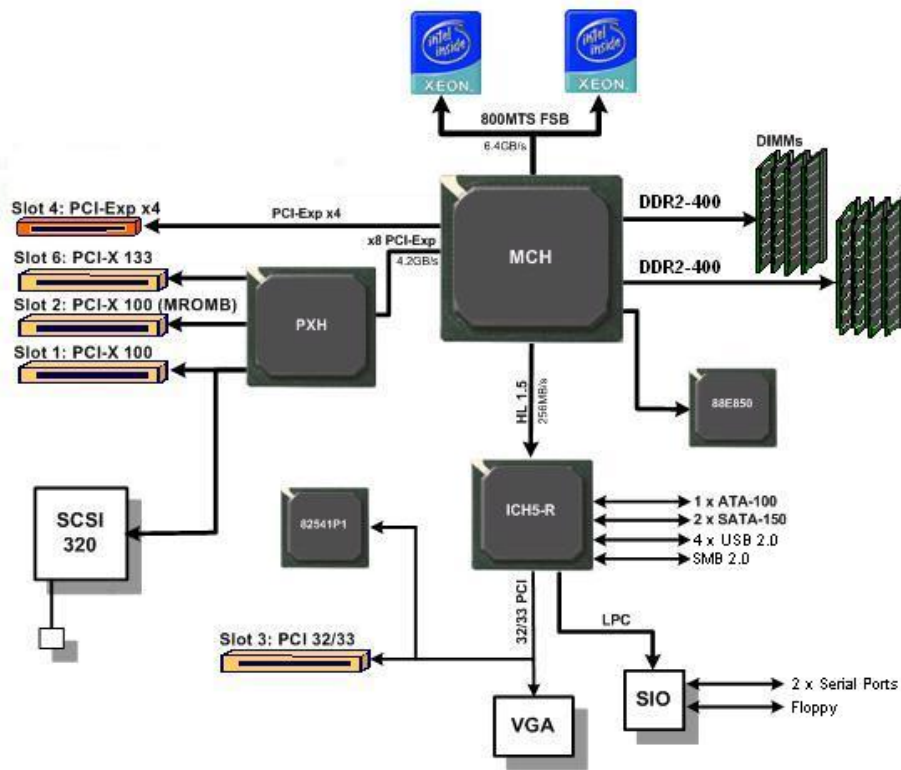 intel
inside
XEON.
intel
inside
XEON.
800MTS FSB
6.4GB/s
DIMMs
Slot 4: PCI-Exp x4
PCI-Exp x4
DDR2-400
x8 PCI-Exp
4.2GB/s
MCH
Slot 6: PCI-X 133
DDR2-400
Slot 2: PCI-X 100 (MROMB)
PXH
Slot 1: PCI-X 100
HL 1.5
256MB/s
88E850
SCSI
320
82541P1
ICH5-R
1 x ATA-100
2 x SATA-150
4 x USB 2.0
SMB 2.0
32/33 PCI
LPC
Slot 3: PCI 32/33
VGA
SIO
2 x Serial Ports
Floppy